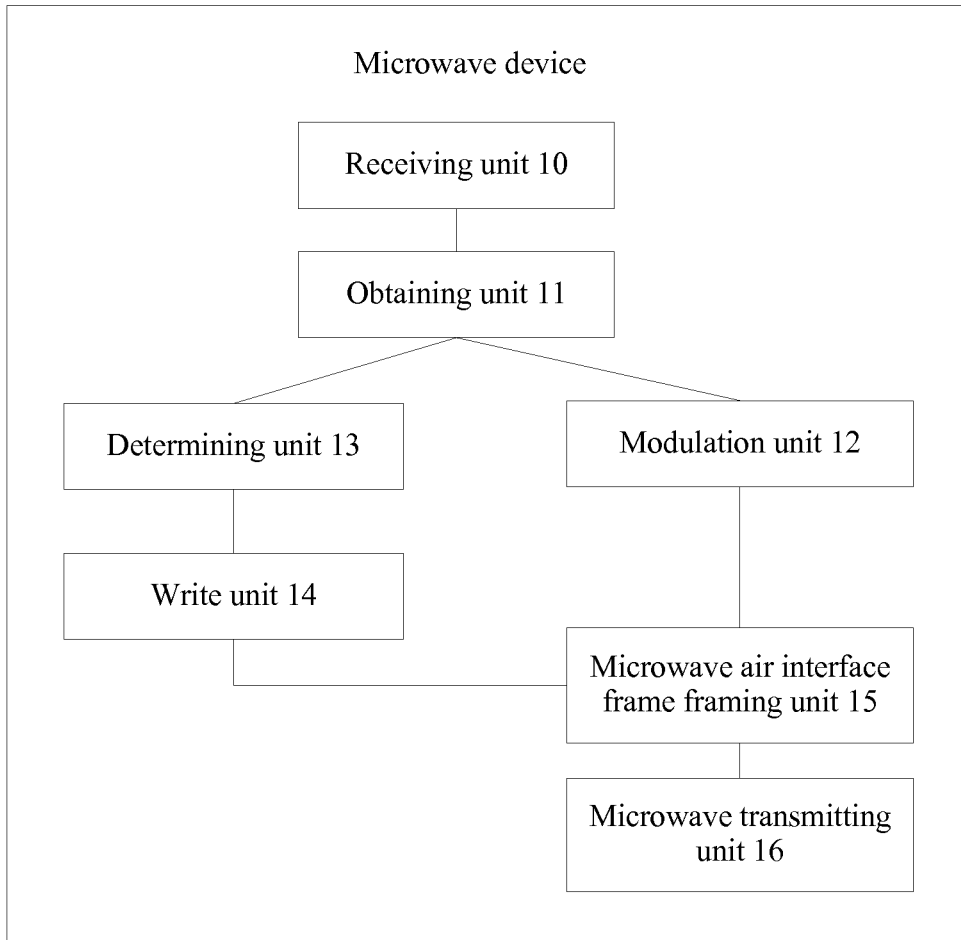 Microwave device
Receiving unit 10
Obtaining unit 11
Determining unit 13
Modulation unit 12
Write unit 14
Microwave air interface
frame framing unit 15
Microwave transmitting
unit 16